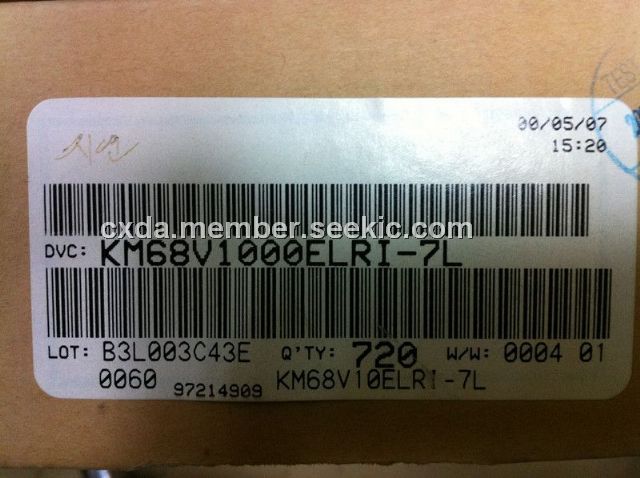 TES
00/05/07
15:20
cxda.member.seekic.com
DVC: KM68V1000ELRI-7L
LOT: B3L003C43E Q'TY: 720 W/W: 0004 01
0060 97214909 KM68V10ELRI-7L